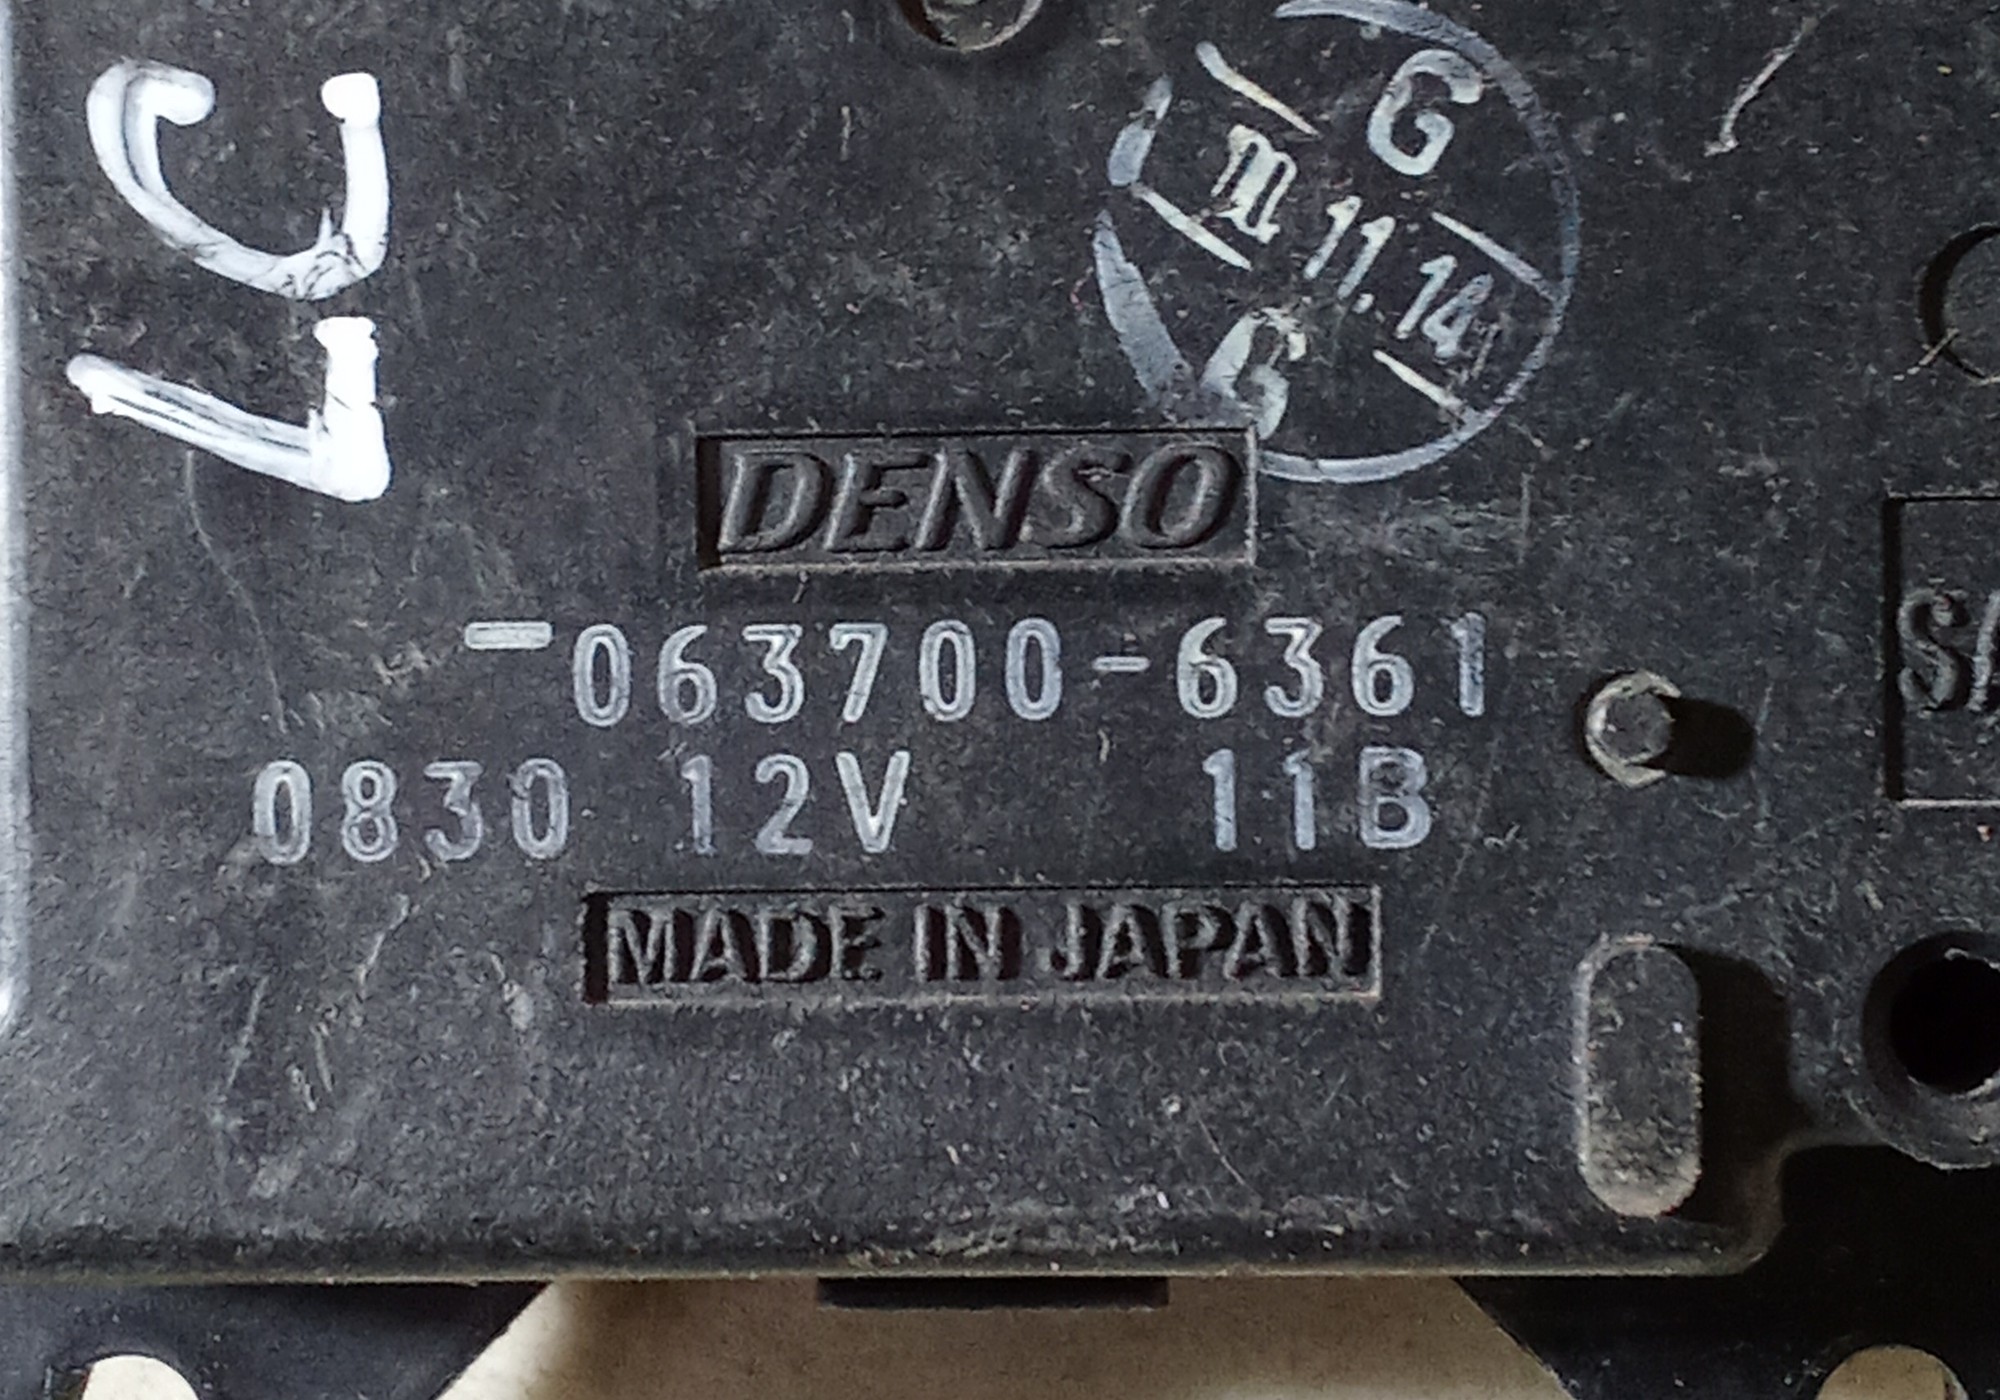 LC
G
11.14
G
DENSO
-063700-6361
0830 12V 11B
MADE IN JAPAN